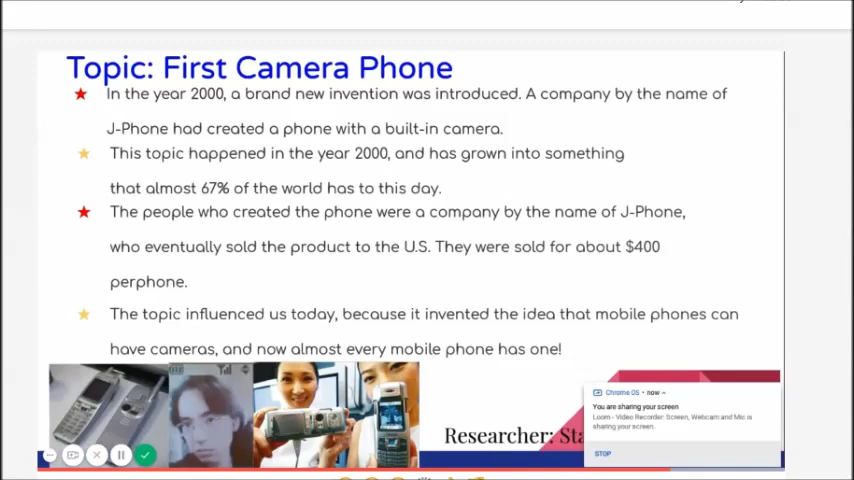 Topic: First Camera Phone
In the year 2000, a brand new invention was introduced. A company by the name of
J-Phone had created a phone with a built-in camera.
This topic happened in the year 2000, and has grown into something
that almost 67% of the world has to this day.
The people who created the phone were a company by the name of J-Phone,
who eventually sold the product to the U.S. They were sold for about $400
perphone.
The topic influenced us today, because it invented the idea that mobile phones can
have cameras, and now almost every mobile phone has one!
Researcher: Sta
Chrome OS • now
You are sharing your screen
Loom - Video Recorder: Screen, Webcam and Mic is
sharing your screen.
STOP